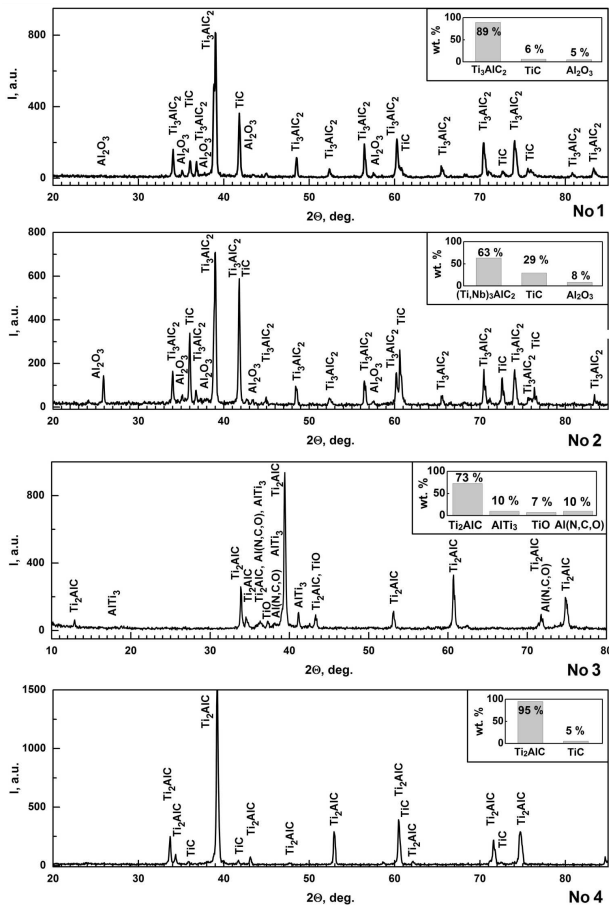 I, a.u.
800
400
0
Al₂O₃
Ti₃AlC₂
Al₂O₃
TiC
Ti₃AlC₂
Al₂O₃
Ti₃AlC₂
TiC
Al₂O₃
Ti₃AlC₂
Ti₃AlC₂
Ti₃AlC₂
Al₂O₃
Ti₃AlC₂
TiC
Ti₃AlC₂
Ti₃AlC₂
TiC
Ti₃AlC₂
TiC
Ti₃AlC₂
Ti₃AlC₂
wt. %
100
50
0
89 %
6 %
5 %
Ti₃AlC₂ TiC Al₂O₃
20 30 40 50 60 70 80
2Θ, deg.
No 1
I, a.u.
800
600
400
200
0
Al₂O₃
Ti₃AlC₂
Al₂O₃
TiC
Ti₃AlC₂
Al₂O₃
Ti₃AlC₂
Ti₃AlC₂
TiC
Al₂O₃
Ti₃AlC₂
Ti₃AlC₂
Ti₃AlC₂
Ti₃AlC₂
Al₂O₃
Ti₃AlC₂
TiC
Ti₃AlC₂
Ti₃AlC₂
TiC
Ti₃AlC₂
Ti₃AlC₂
TiC
Ti₃AlC₂
wt. %
100
50
0
63 %
29 %
8 %
(Ti,Nb)₃AlC₂ TiC Al₂O₃
20 30 40 50 60 70 80
2Θ, deg.
No 2
I, a.u.
800
400
0
Ti₂AlC
AlTi₃
Ti₂AlC
Ti₂AlC
Ti₂AlC, Al(N,C,O), AlTi₃
TiO
Al(N,C,O)
AlTi₃
Ti₂AlC
AlTi₃
Ti₂AlC, TiO
Ti₂AlC
Ti₂AlC
Ti₂AlC
Al(N,C,O)
Ti₂AlC
wt. %
100
50
0
73 %
10 %
7 %
10 %
Ti₂AlC AlTi₃ TiO Al(N,C,O)
10 20 30 40 50 60 70 80
2Θ, deg.
No 3
I, a.u.
1500
1000
500
0
Ti₂AlC
Ti₂AlC
TiC
Ti₂AlC
TiC
Ti₂AlC
Ti₂AlC
Ti₂AlC
Ti₂AlC
TiC
Ti₂AlC
Ti₂AlC
TiC
Ti₂AlC
wt. %
100
50
0
95 %
5 %
Ti₂AlC TiC
20 30 40 50 60 70 80
2Θ, deg.
No 4